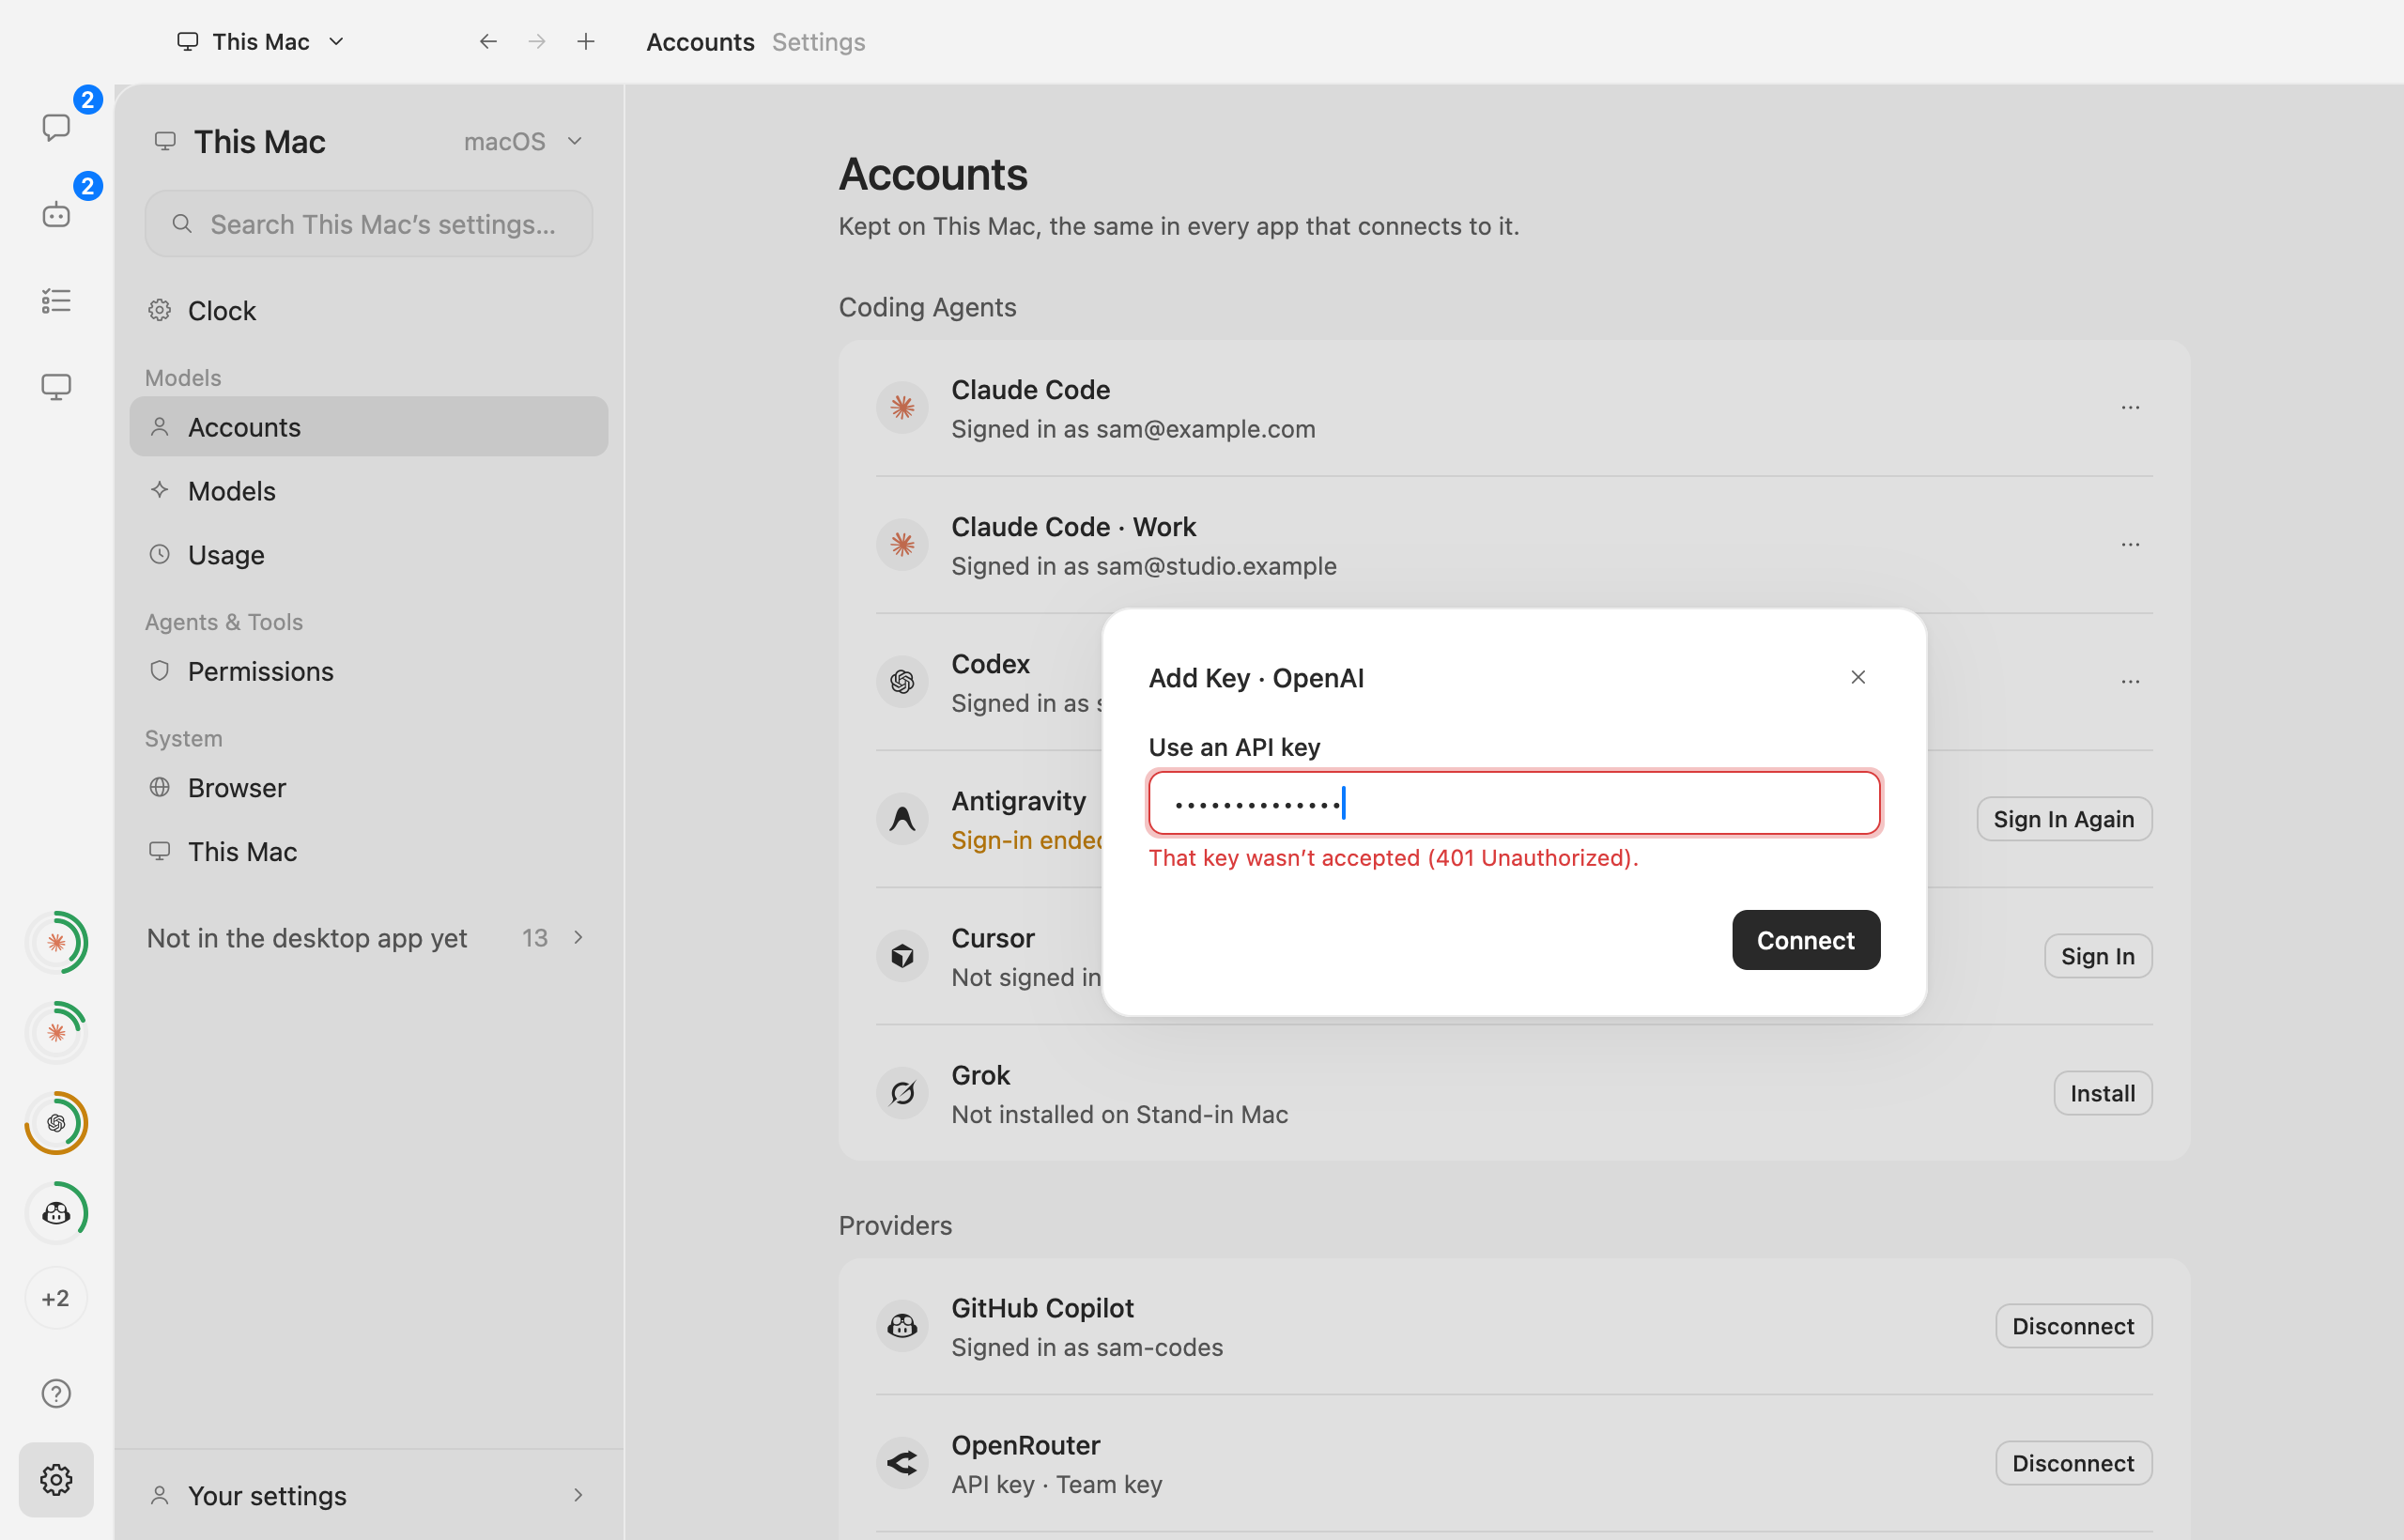 This Mac
Accounts Settings
2
2
This Mac macOS
Search This Mac’s settings...
Clock
Models
Accounts
Models
Usage
Agents & Tools
Permissions
System
Browser
This Mac
Not in the desktop app yet 13
+2
Your settings
Accounts
Kept on This Mac, the same in every app that connects to it.
Coding Agents
Claude Code
Signed in as sam@example.com
Claude Code · Work
Signed in as sam@studio.example
Codex
Signed in as
Antigravity
Sign-in ended
Sign In Again
Cursor
Not signed in
Sign In
Grok
Not installed on Stand-in Mac
Install
Add Key · OpenAI
Use an API key
That key wasn’t accepted (401 Unauthorized).
Connect
Providers
GitHub Copilot
Signed in as sam-codes
Disconnect
OpenRouter
API key · Team key
Disconnect